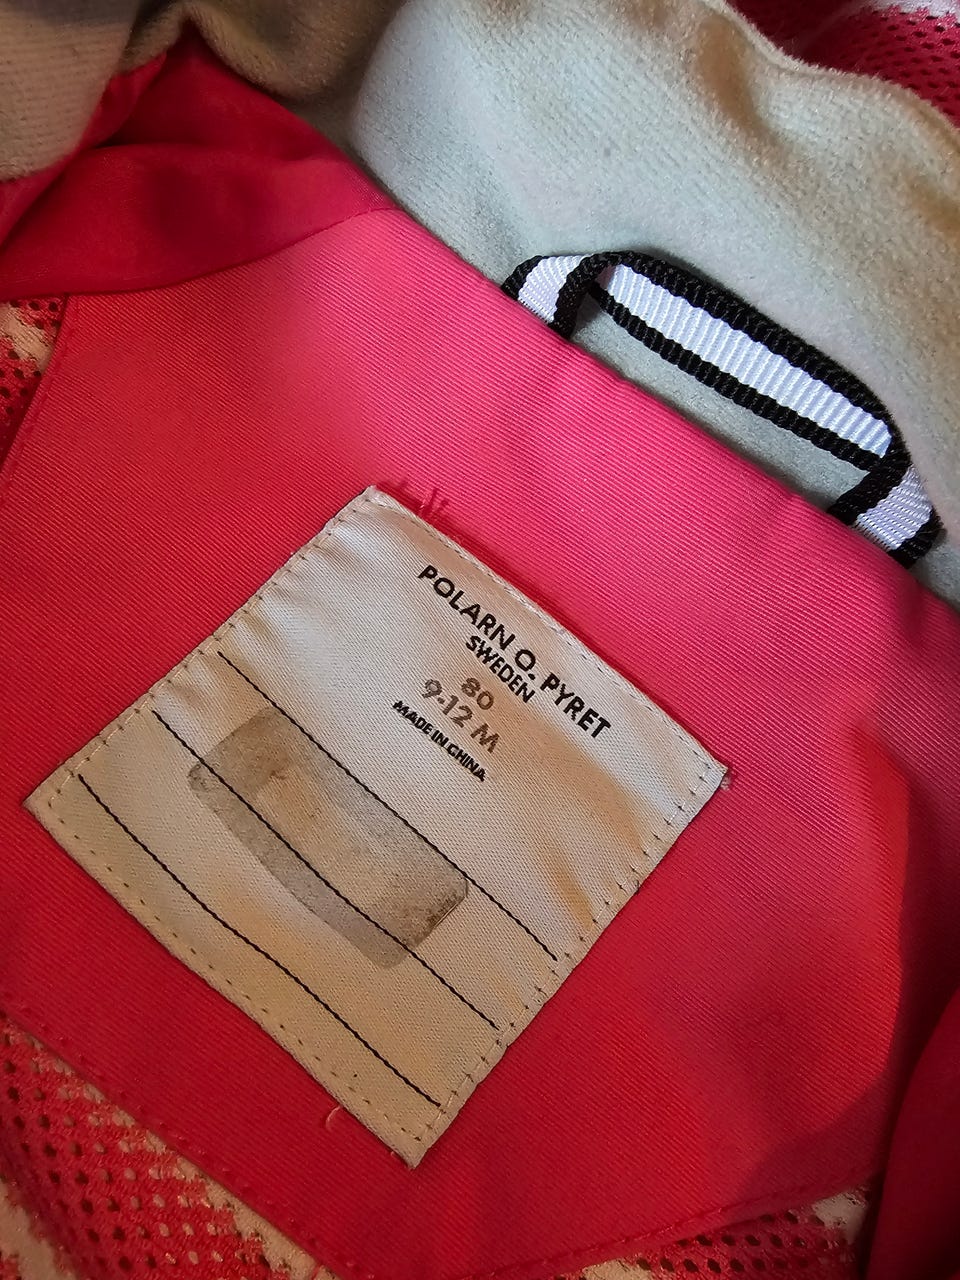 POLARN O. PYRET
SWEDEN
80
9-12 M
MADE IN CHINA